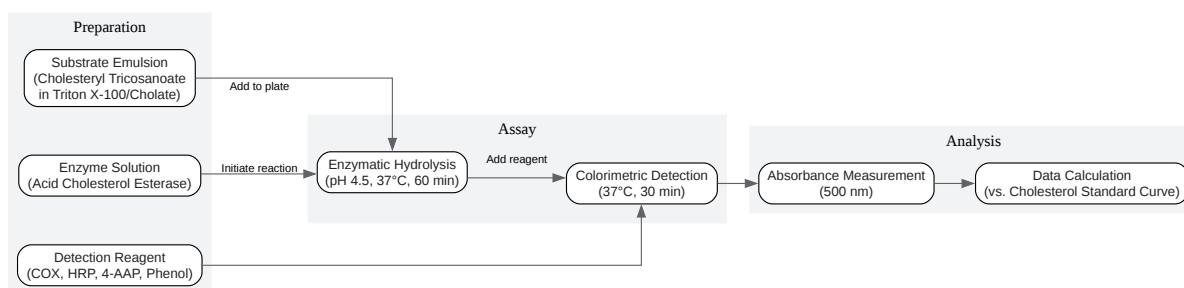 Preparation
Substrate Emulsion
(Cholesteryl Tricosanoate
in Triton X-100/Cholate)
Add to plate
Enzyme Solution
(Acid Cholesterol Esterase)
Initiate reaction
Detection Reagent
(COX, HRP, 4-AAP, Phenol)
Assay
Enzymatic Hydrolysis
(pH 4.5, 37°C, 60 min)
Add reagent
Colorimetric Detection
(37°C, 30 min)
Analysis
Absorbance Measurement
(500 nm)
Data Calculation
(vs. Cholesterol Standard Curve)